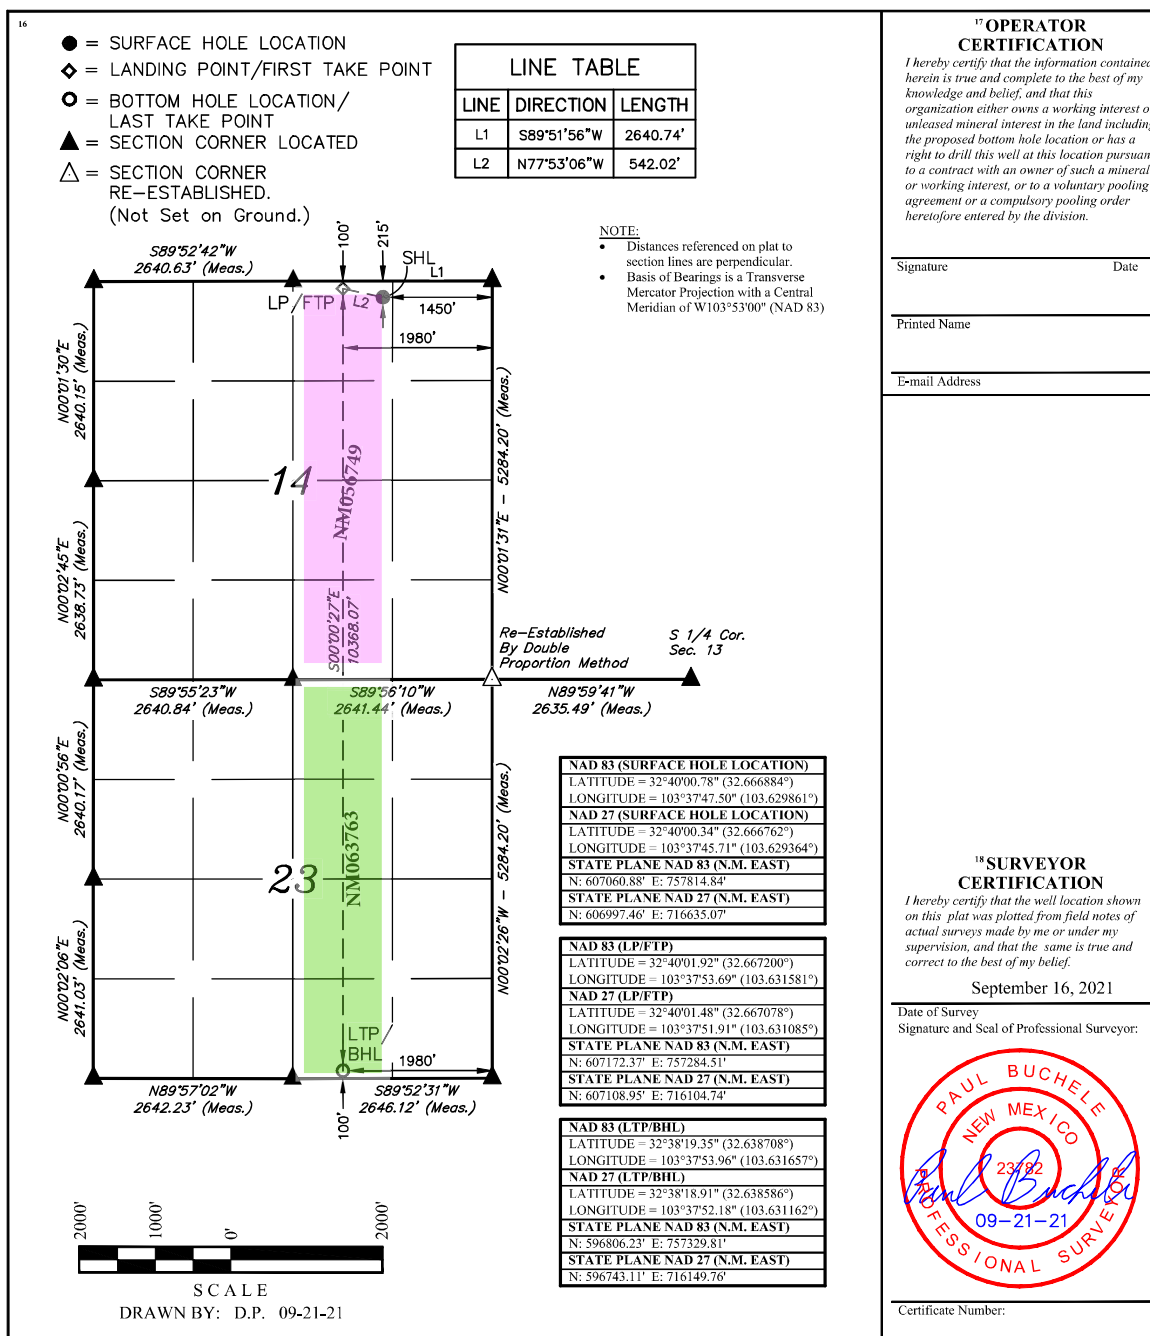 16
● = SURFACE HOLE LOCATION
◇ = LANDING POINT/FIRST TAKE POINT
O = BOTTOM HOLE LOCATION/
LAST TAKE POINT
▲ = SECTION CORNER LOCATED
△ = SECTION CORNER
RE-ESTABLISHED.
(Not Set on Ground.)
LINE TABLE
LINE DIRECTION LENGTH
L1 S89°51'56"W 2640.74'
L2 N77°53'06"W 542.02'
NOTE:
• Distances referenced on plat to
section lines are perpendicular.
• Basis of Bearings is a Transverse
Mercator Projection with a Central
Meridian of W103°53'00" (NAD 83)
S89°52'42"W
2640.63' (Meas.)
100'
215'
SHL
L1
LP/FTP
L2
1450'
1980'
N00°01'30"E
2640.15' (Meas.)
N00°01'31"E - 5284.20' (Meas.)
14
NM056749
N00°02'45"E
2638.73' (Meas.)
S00°00'27"E
10368.07'
Re-Established
By Double
Proportion Method
S 1/4 Cor.
Sec. 13
S89°55'23"W
2640.84' (Meas.)
S89°56'10"W
2641.44' (Meas.)
N89°59'41"W
2635.49' (Meas.)
N00°00'56"E
2640.17' (Meas.)
N00°02'26"W - 5284.20' (Meas.)
23
NM063763
N00°02'06"E
2641.03' (Meas.)
LTP/
BHL
1980'
N89°57'02"W
2642.23' (Meas.)
S89°52'31"W
2646.12' (Meas.)
100'
NAD 83 (SURFACE HOLE LOCATION)
LATITUDE = 32°40'00.78" (32.666884°)
LONGITUDE = 103°37'47.50" (103.629861°)
NAD 27 (SURFACE HOLE LOCATION)
LATITUDE = 32°40'00.34" (32.666762°)
LONGITUDE = 103°37'45.71" (103.629364°)
STATE PLANE NAD 83 (N.M. EAST)
N: 607060.88' E: 757814.84'
STATE PLANE NAD 27 (N.M. EAST)
N: 606997.46' E: 716635.07'
NAD 83 (LP/FTP)
LATITUDE = 32°40'01.92" (32.667200°)
LONGITUDE = 103°37'53.69" (103.631581°)
NAD 27 (LP/FTP)
LATITUDE = 32°40'01.48" (32.667078°)
LONGITUDE = 103°37'51.91" (103.631085°)
STATE PLANE NAD 83 (N.M. EAST)
N: 607172.37' E: 757284.51'
STATE PLANE NAD 27 (N.M. EAST)
N: 607108.95' E: 716104.74'
NAD 83 (LTP/BHL)
LATITUDE = 32°38'19.35" (32.638708°)
LONGITUDE = 103°37'53.96" (103.631657°)
NAD 27 (LTP/BHL)
LATITUDE = 32°38'18.91" (32.638586°)
LONGITUDE = 103°37'52.18" (103.631162°)
STATE PLANE NAD 83 (N.M. EAST)
N: 596806.23' E: 757329.81'
STATE PLANE NAD 27 (N.M. EAST)
N: 596743.11' E: 716149.76'
2000' 1000' 0' 2000'
SCALE
DRAWN BY: D.P. 09-21-21
17 OPERATOR
CERTIFICATION
I hereby certify that the information contained
herein is true and complete to the best of my
knowledge and belief, and that this
organization either owns a working interest o
unleased mineral interest in the land including
the proposed bottom hole location or has a
right to drill this well at this location pursuan
to a contract with an owner of such a mineral
or working interest, or to a voluntary pooling
agreement or a compulsory pooling order
heretofore entered by the division.
Signature Date
Printed Name
E-mail Address
18 SURVEYOR
CERTIFICATION
I hereby certify that the well location shown
on this plat was plotted from field notes of
actual surveys made by me or under my
supervision, and that the same is true and
correct to the best of my belief.
September 16, 2021
Date of Survey
Signature and Seal of Professional Surveyor:
PAUL BUCHELE
NEW MEXICO
23782
Paul Buchele
09-21-21
PROFESSIONAL SURVEYOR
Certificate Number: